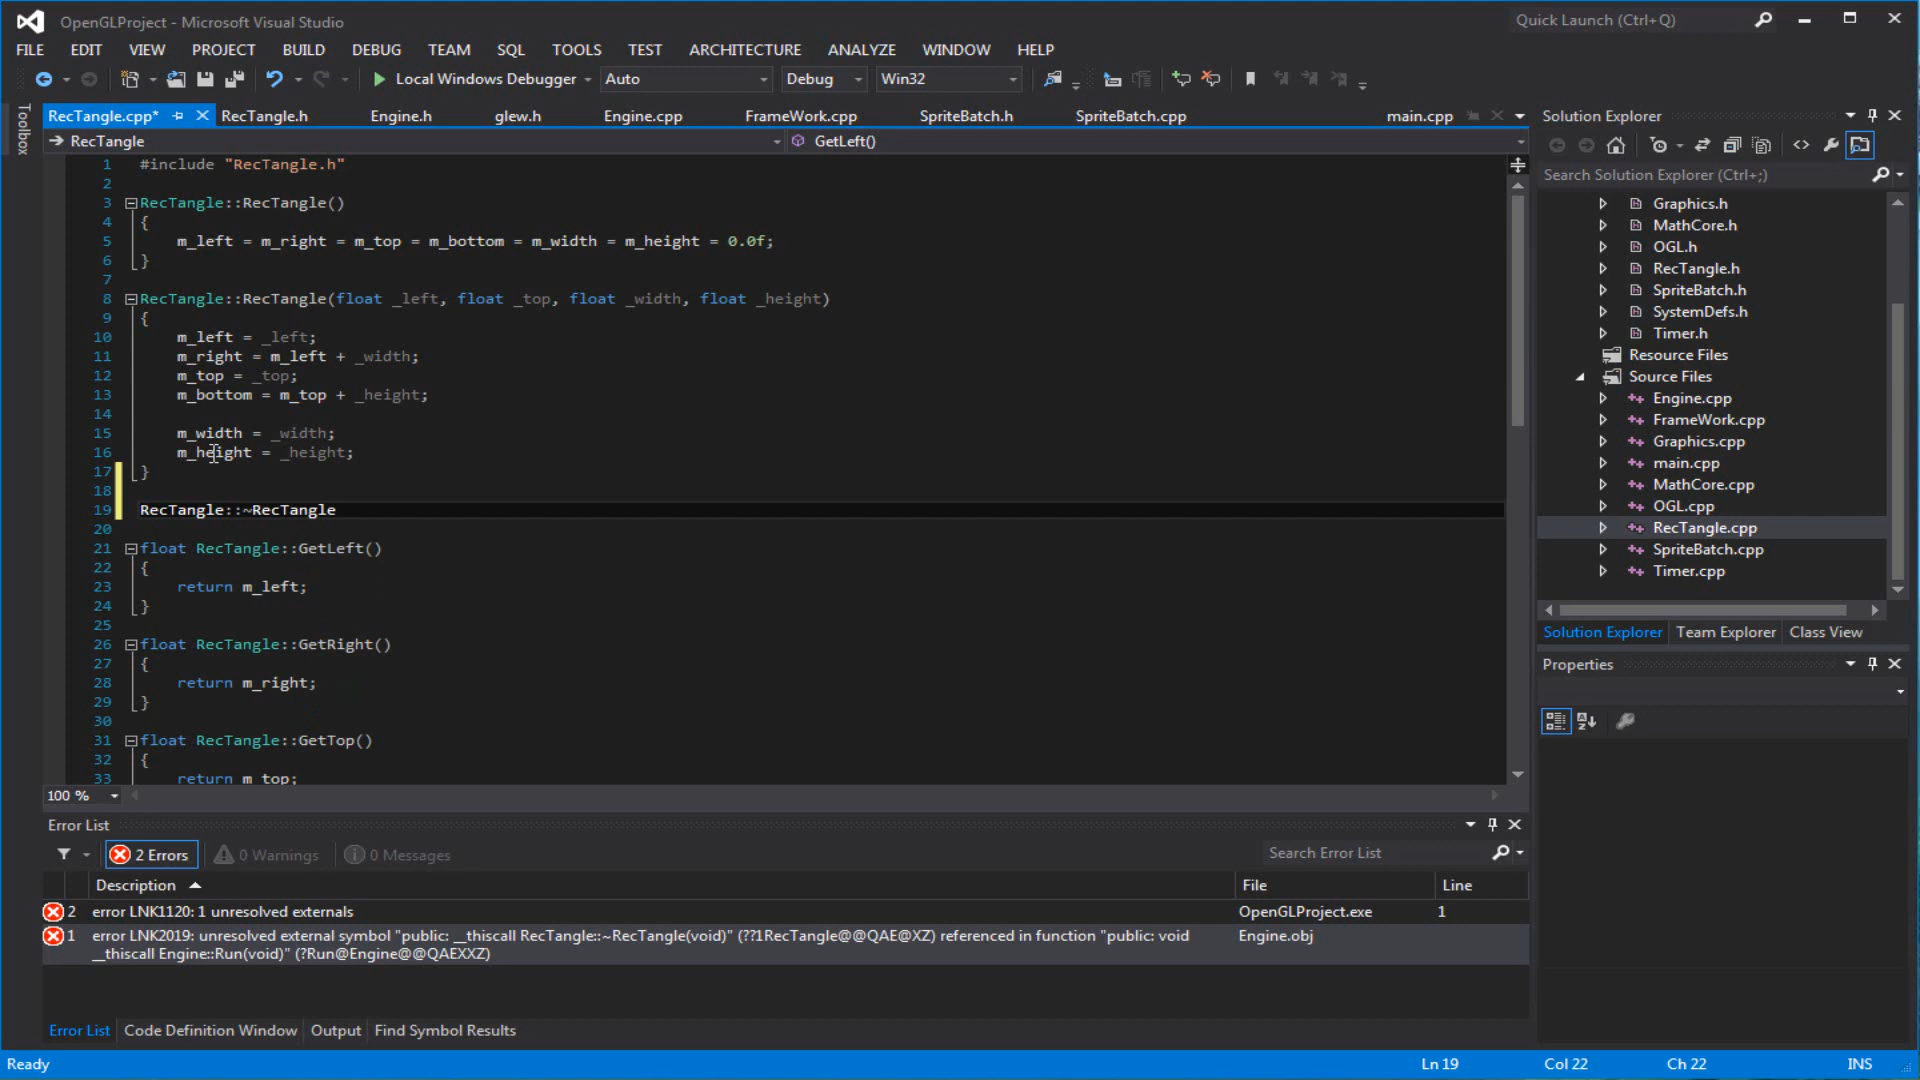 OpenGLProject - Microsoft Visual Studio
Quick Launch (Ctrl+Q)
FILE EDIT VIEW PROJECT BUILD DEBUG TEAM SQL TOOLS TEST ARCHITECTURE ANALYZE WINDOW HELP
Local Windows Debugger Auto Debug Win32
Toolbox
RecTangle.cpp* RecTangle.h Engine.h glew.h Engine.cpp FrameWork.cpp SpriteBatch.h SpriteBatch.cpp main.cpp
RecTangle GetLeft()
1 #include "RecTangle.h"
2
3 RecTangle::RecTangle()
4 {
5 m_left = m_right = m_top = m_bottom = m_width = m_height = 0.0f;
6 }
7
8 RecTangle::RecTangle(float _left, float _top, float _width, float _height)
9 {
10 m_left = _left;
11 m_right = m_left + _width;
12 m_top = _top;
13 m_bottom = m_top + _height;
14
15 m_width = _width;
16 m_height = _height;
17 }
18
19 RecTangle::~RecTangle
20
21 float RecTangle::GetLeft()
22 {
23 return m_left;
24 }
25
26 float RecTangle::GetRight()
27 {
28 return m_right;
29 }
30
31 float RecTangle::GetTop()
32 {
33 return m_top;
100 %
Solution Explorer
Search Solution Explorer (Ctrl+;)
Graphics.h
MathCore.h
OGL.h
RecTangle.h
SpriteBatch.h
SystemDefs.h
Timer.h
Resource Files
Source Files
Engine.cpp
FrameWork.cpp
Graphics.cpp
main.cpp
MathCore.cpp
OGL.cpp
RecTangle.cpp
SpriteBatch.cpp
Timer.cpp
Solution Explorer Team Explorer Class View
Properties
Error List
2 Errors 0 Warnings 0 Messages
Search Error List
Description File Line
2 error LNK1120: 1 unresolved externals OpenGLProject.exe 1
1 error LNK2019: unresolved external symbol "public: __thiscall RecTangle::~RecTangle(void)" (??1RecTangle@@QAE@XZ) referenced in function "public: void Engine.obj
__thiscall Engine::Run(void)" (?Run@Engine@@QAEXXZ)
Error List Code Definition Window Output Find Symbol Results
Ready Ln 19 Col 22 Ch 22 INS